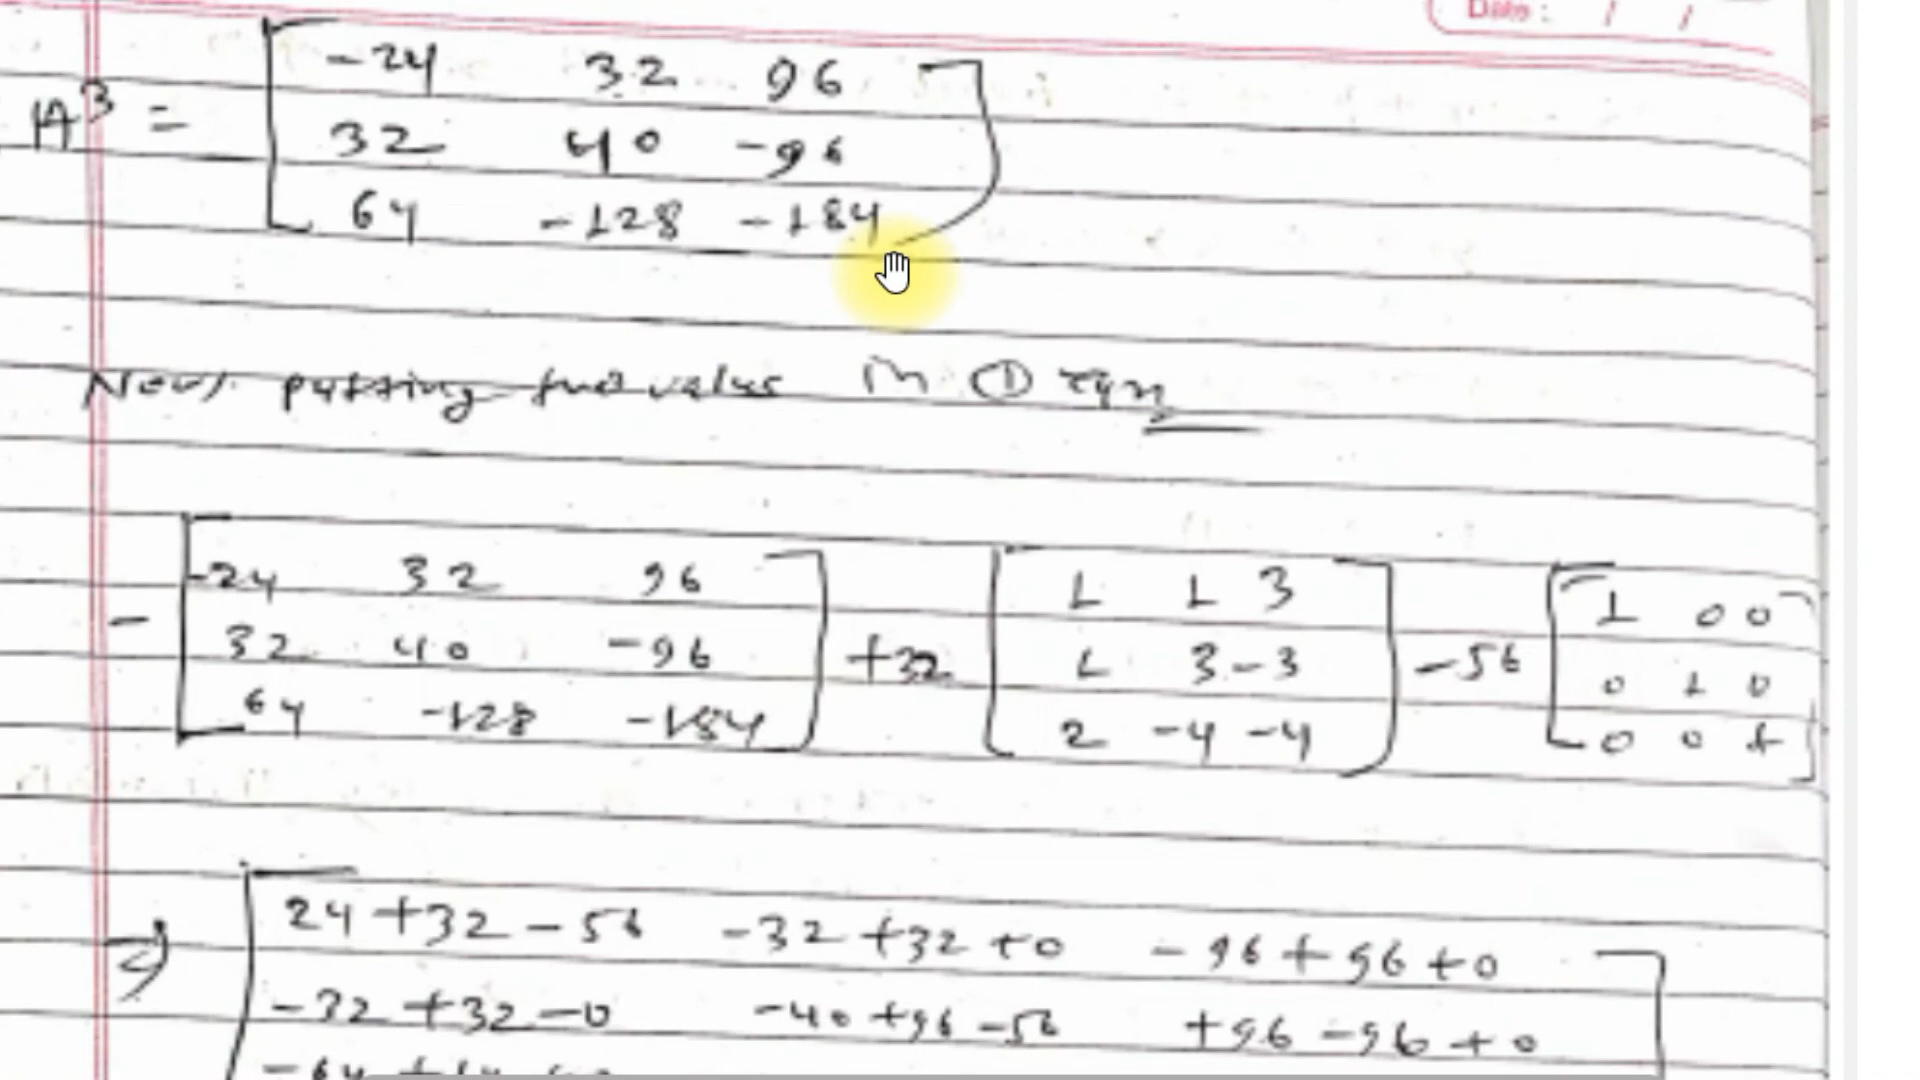 Date: / /
A³ = [ -24 32 96
32 40 -96
64 -128 -184 ]
Now, putting value in ① eqn
- [ -24 32 96 ] +32 [ 1 1 3 ] -56 [ 1 0 0 ]
32 40 -96 1 3 -3 0 1 0
64 -128 -184 2 -4 -4 0 0 1
⇒ [ 24+32-56 -32+32+0 -96+96+0
-32+32-0 -40+96-56 +96-96+0